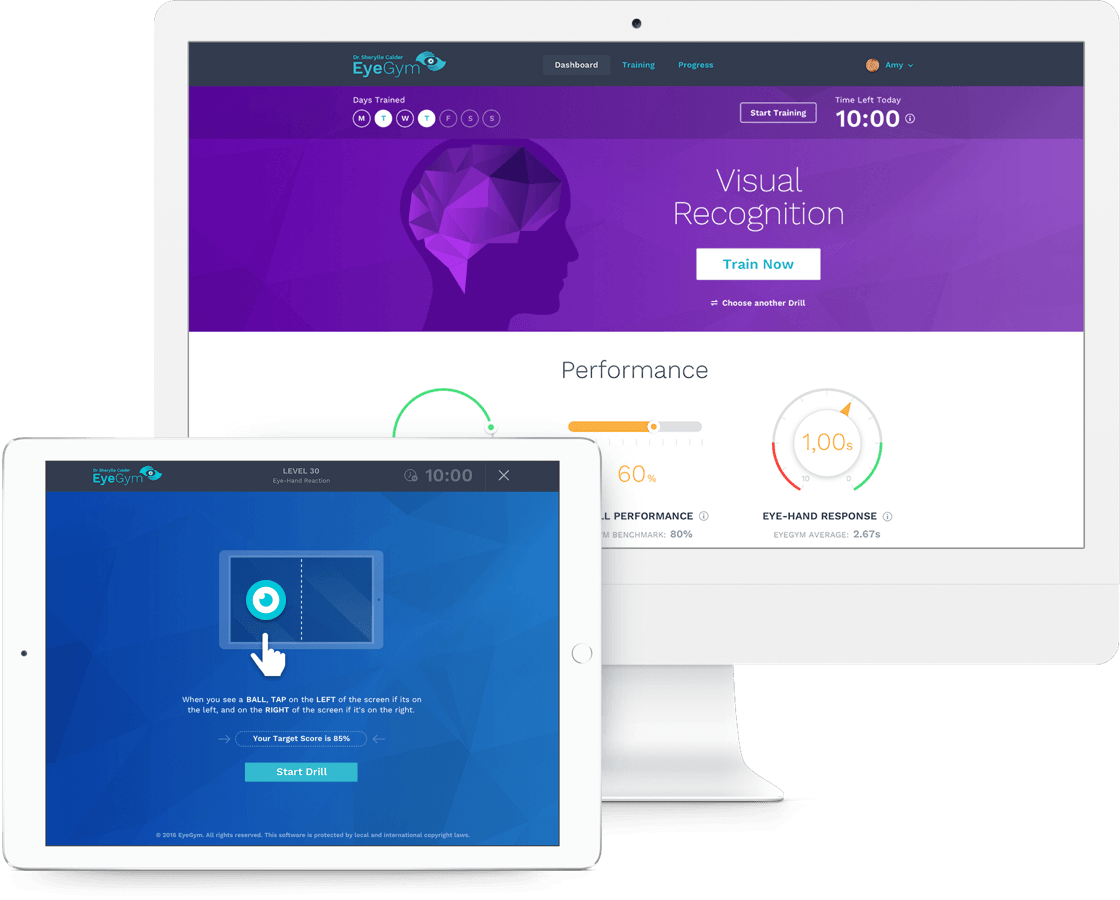 Dr Sherylle Calder
EyeGym
Dashboard
Training
Progress
Amy
Days Trained
M T W T F S S
Start Training
Time Left Today
10:00
Visual
Recognition
Train Now
Choose another Drill
Performance
60%
1,00s
10 0
LL PERFORMANCE
EYE-HAND RESPONSE
M BENCHMARK: 80%
EYEGYM AVERAGE: 2.67s
Dr Sherylle Calder
EyeGym
LEVEL 30
Eye-Hand Reaction
10:00
When you see a BALL, TAP on the LEFT of the screen if its on
the left, and on the RIGHT of the screen if it's on the right.
Your Target Score is 85%
Start Drill
© 2016 EyeGym. All rights reserved. This software is protected by local and international copyright laws.